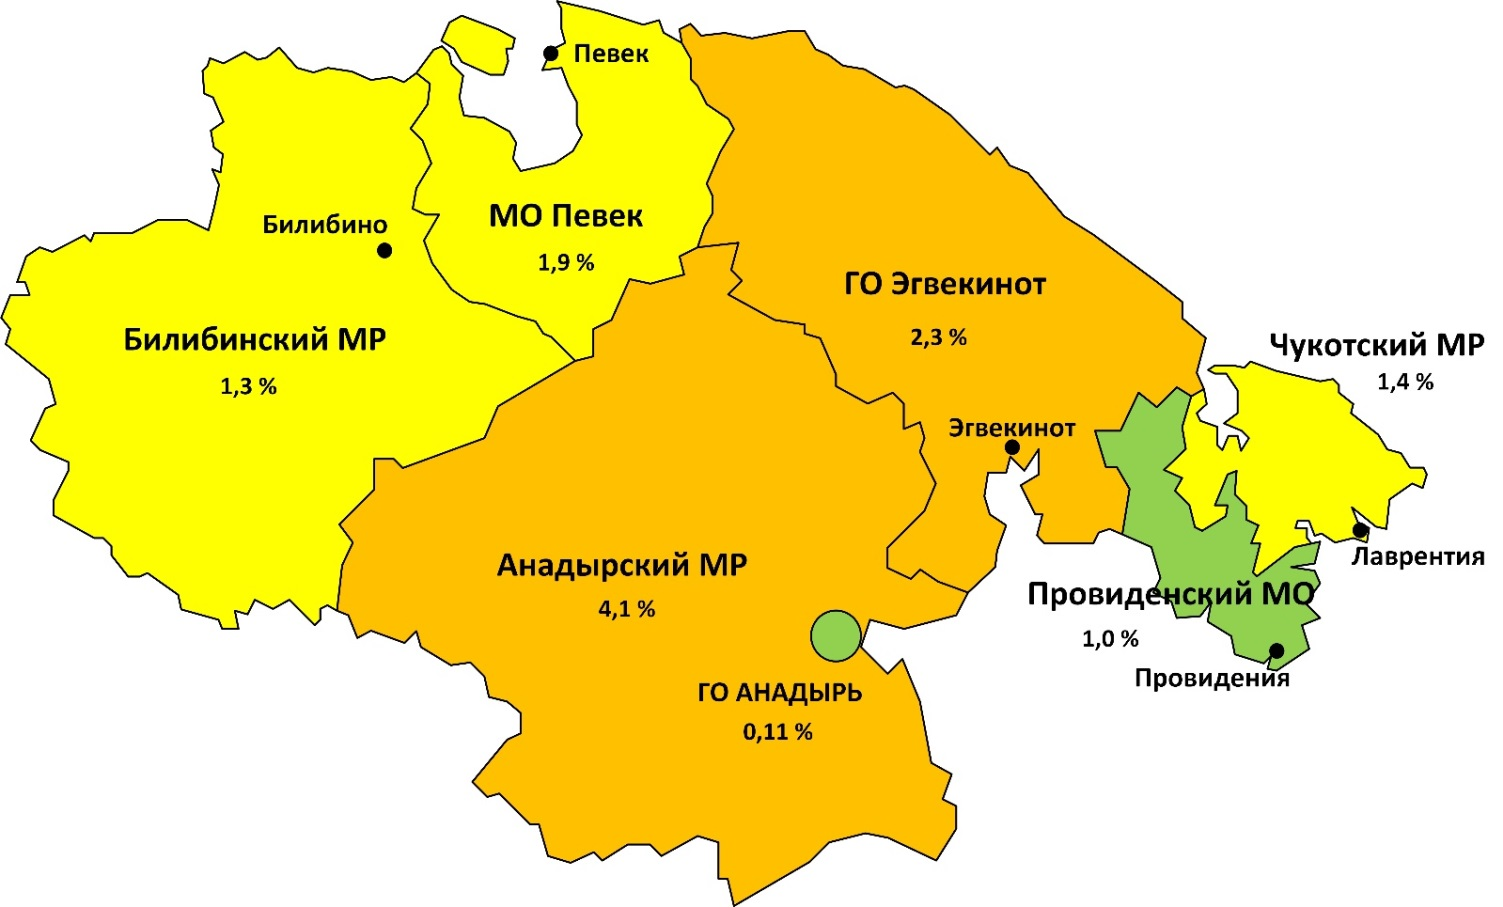 Певек
МО Певек
1,9 %
Билибино
Билибинский МР
1,3 %
ГО Эгвекинот
2,3 %
Эгвекинот
Чукотский МР
1,4 %
Лаврентия
Анадырский МР
4,1 %
Провиденский МО
1,0 %
Провидения
ГО АНАДЫРЬ
0,11 %